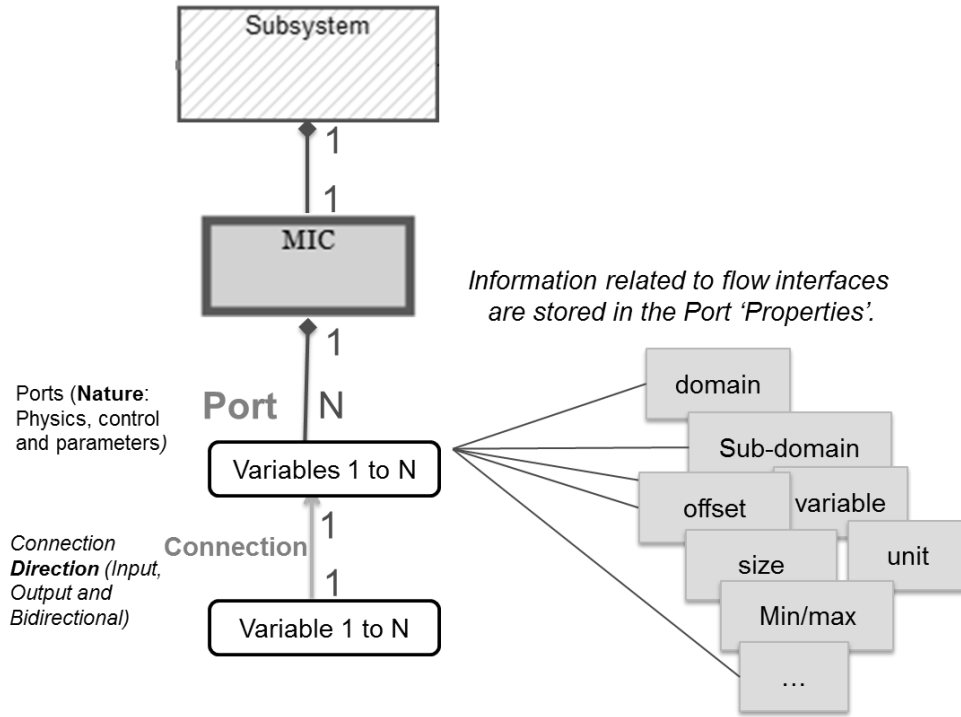 Subsystem
1
1
MIC
1
Information related to flow interfaces
are stored in the Port ‘Properties’.
Ports (Nature:
Physics, control
and parameters)
Port
N
Variables 1 to N
domain
Sub-domain
variable
offset
size
unit
Min/max
...
Connection
Direction (Input,
Output and
Bidirectional)
Connection
1
1
Variable 1 to N